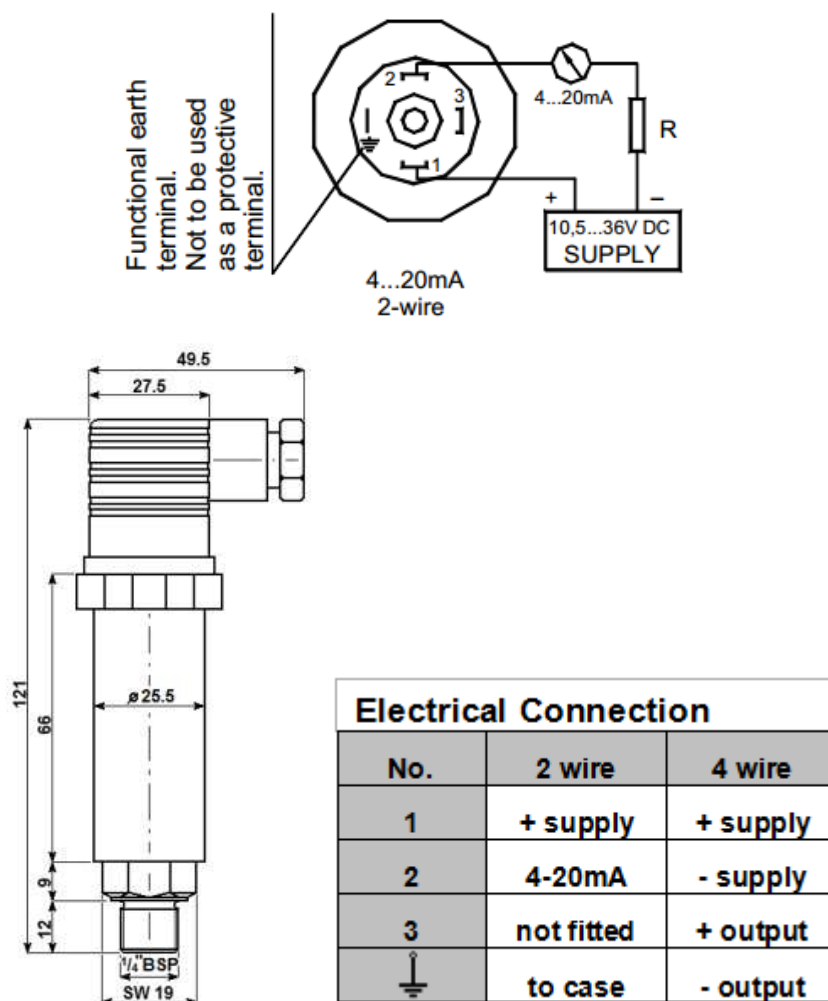 Functional earth
terminal.
Not to be used
as a protective
terminal.
2
3
1
4...20mA
R
+ –
10,5...36V DC
SUPPLY
4...20mA
2-wire
49.5
27.5
121
66
ø25.5
9
12
1/4"BSP
SW 19
Electrical Connection
No. 2 wire 4 wire
1 + supply + supply
2 4-20mA - supply
3 not fitted + output
to case - output